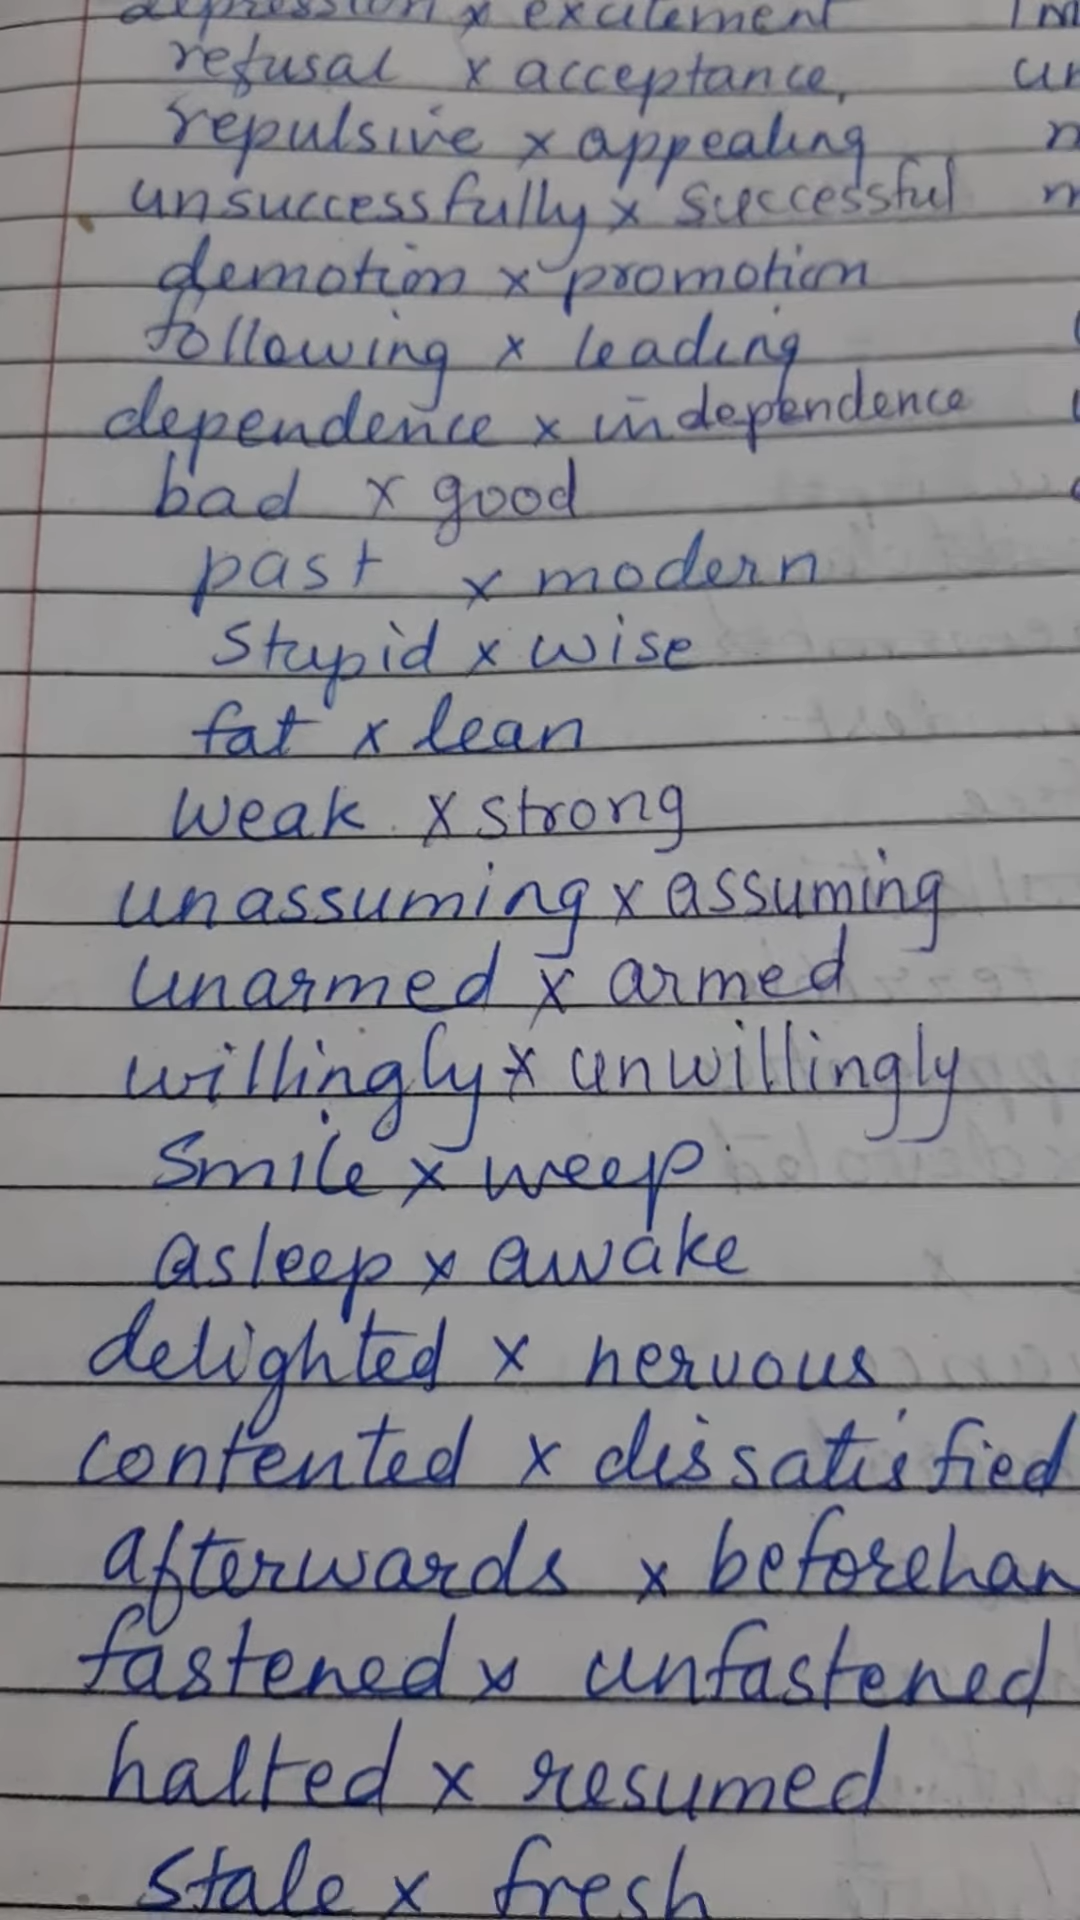 depression x excitement Im
refusal x acceptance, un
repulsive x appealing n
unsuccessfully x successful m
demotion x promotion
following x leading
dependence x independence
bad x good
past x modern
stupid x wise
fat x lean
weak x strong
unassuming x assuming
unarmed x armed
willingly x unwillingly
smile x weep
asleep x awake
delighted x nervous
contented x dissatisfied
afterwards x beforehan
fastened x unfastened
halted x resumed
stale x fresh